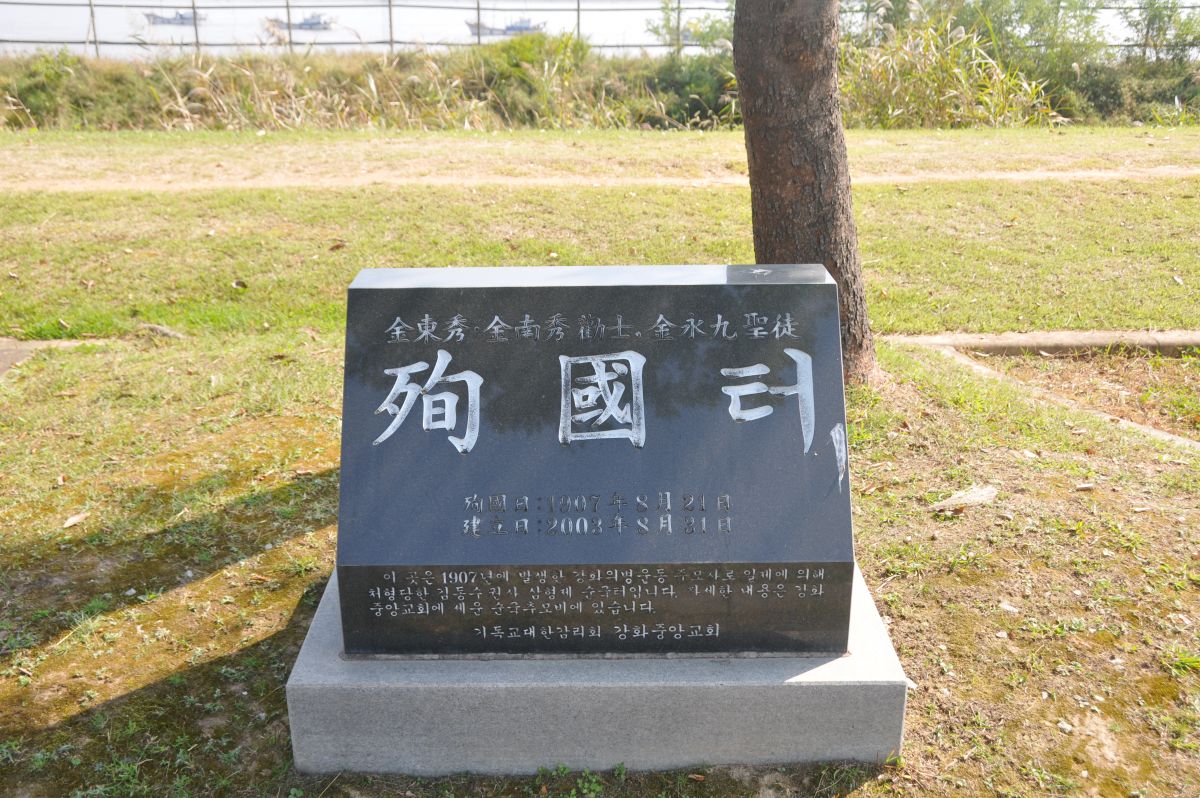 金東秀·金南秀勸士。金永九聖徒
殉國터
殉國日:1907年8月21日
建立日:2003年8月31日
이 곳은 1907년에 발생한 강화의병운동 주모자로 일제에 의해
처형당한 김동수 권사 삼형제 순국터입니다. 자세한 내용은 강화
중앙교회에 세운 순국추모비에 있습니다.
기독교대한감리회 강화중앙교회